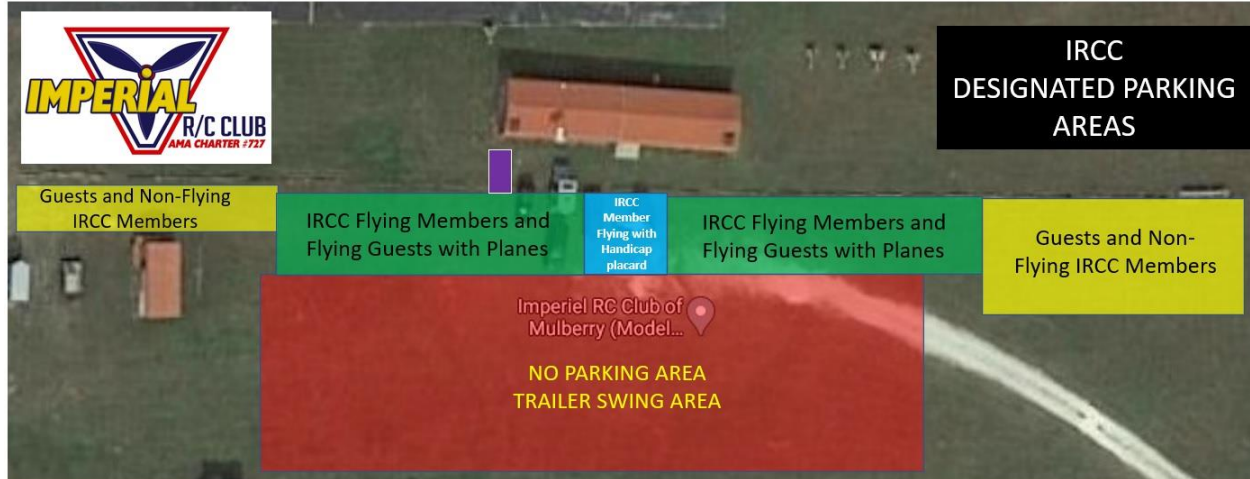 IMPERIAL
R/C CLUB
AMA CHARTER #727
IRCC
DESIGNATED PARKING
AREAS
Guests and Non-Flying
IRCC Members
IRCC Flying Members and
Flying Guests with Planes
IRCC
Member
Flying with
Handicap
placard
IRCC Flying Members and
Flying Guests with Planes
Guests and Non-
Flying IRCC Members
Imperiel RC Club of
Mulberry (Model...
NO PARKING AREA
TRAILER SWING AREA